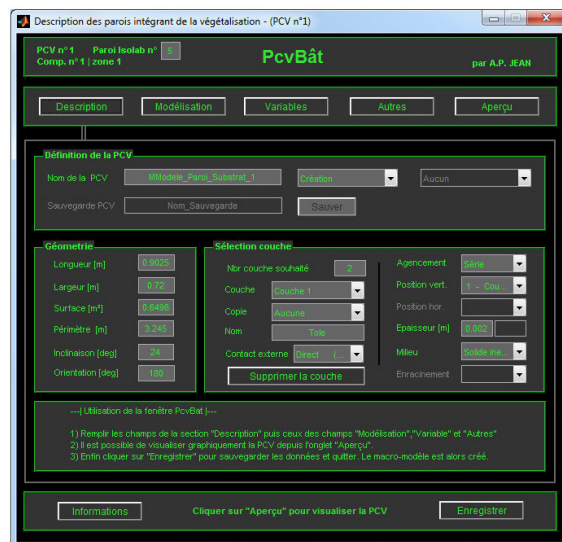 Description des parois intégrant de la végétalisation - (PCV n°1)
PCV n°1 Paroi Isolab n° 5
Comp. n°1 | zone 1
PcvBât
par A.P. JEAN
Description Modélisation Variables Autres Aperçu
Définition de la PCV
Nom de la PCV MModele_Paroi_Substrat_1 Création Aucun
Sauvegarde PCV Nom_Sauvegarde Sauver
Géometrie
Longueur [m] 0.9025
Largeur [m] 0.72
Surface [m²] 0.6498
Périmètre [m] 3.245
Inclinaison [deg] 24
Orientation [deg] 180
Sélection couche
Nbr couche souhaité 2
Couche Couche 1
Copie Aucune
Nom Tole
Contact externe Direct (...
Supprimer la couche
Agencement Série
Position vert. 1 - Cou...
Position hor.
Epaisseur [m] 0.002
Milieu Solide ine...
Enracinement
---| Utilisation de la fenêtre PcvBat |---
1) Remplir les champs de la section "Description" puis ceux des champs "Modélisation","Variable" et "Autres"
2) Il est possible de visualiser graphiquement la PCV depuis l'onglet "Aperçu".
3) Enfin cliquer sur "Enregistrer" pour sauvegarder les données et quitter. Le macro-modèle est alors créé.
Informations Cliquer sur "Aperçu" pour visualiser la PCV Enregistrer